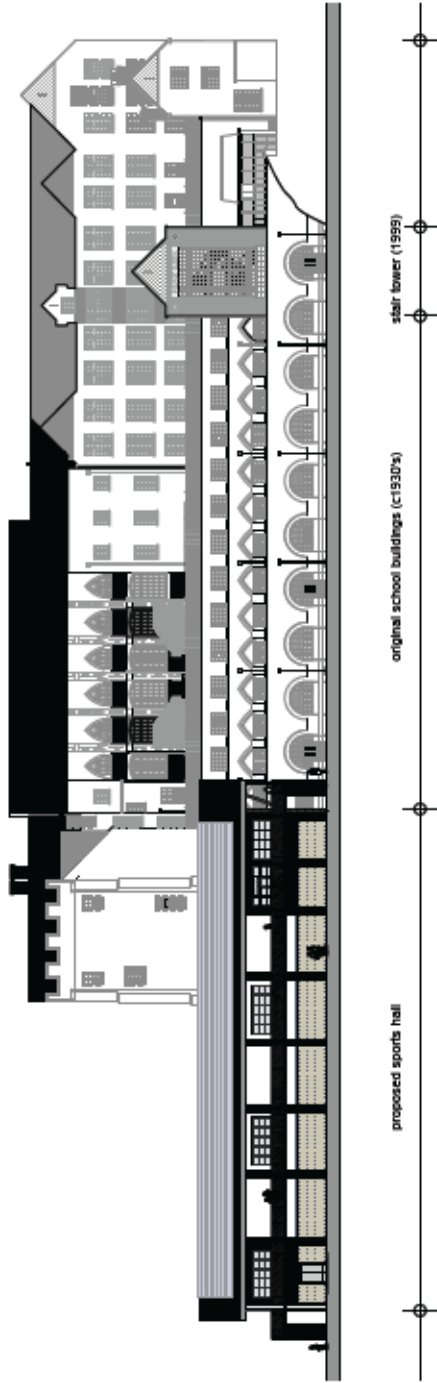 proposed sports hall
original school buildings (c1930's)
stair tower (1999)